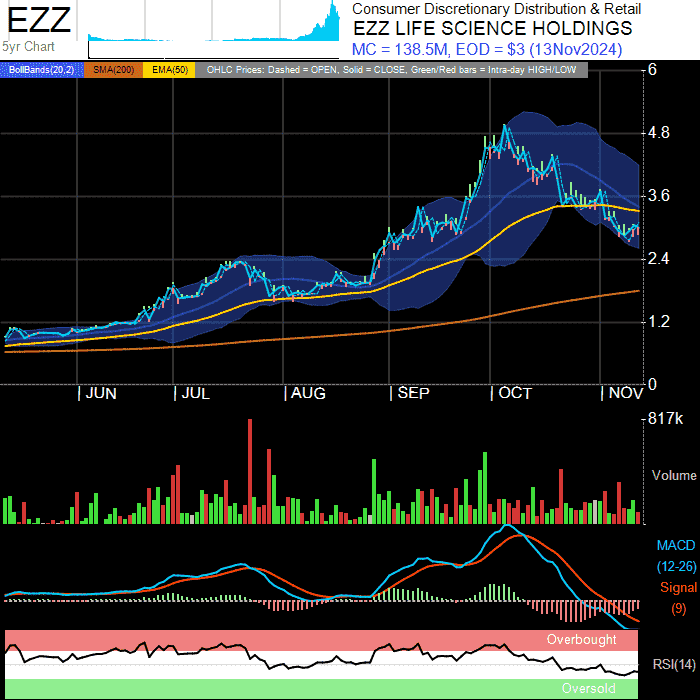 EZZ
5yr Chart
Consumer Discretionary Distribution & Retail
EZZ LIFE SCIENCE HOLDINGS
MC = 138.5M, EOD = $3 (13Nov2024)
BollBands(20,2) SMA(200) EMA(50) OHLC Prices: Dashed = OPEN, Solid = CLOSE, Green/Red bars = Intra-day HIGH/LOW
6
4.8
3.6
2.4
1.2
0
| JUN | JUL | AUG | SEP | OCT | NOV
817k
Volume
MACD
(12-26)
Signal
(9)
Overbought
RSI(14)
Oversold